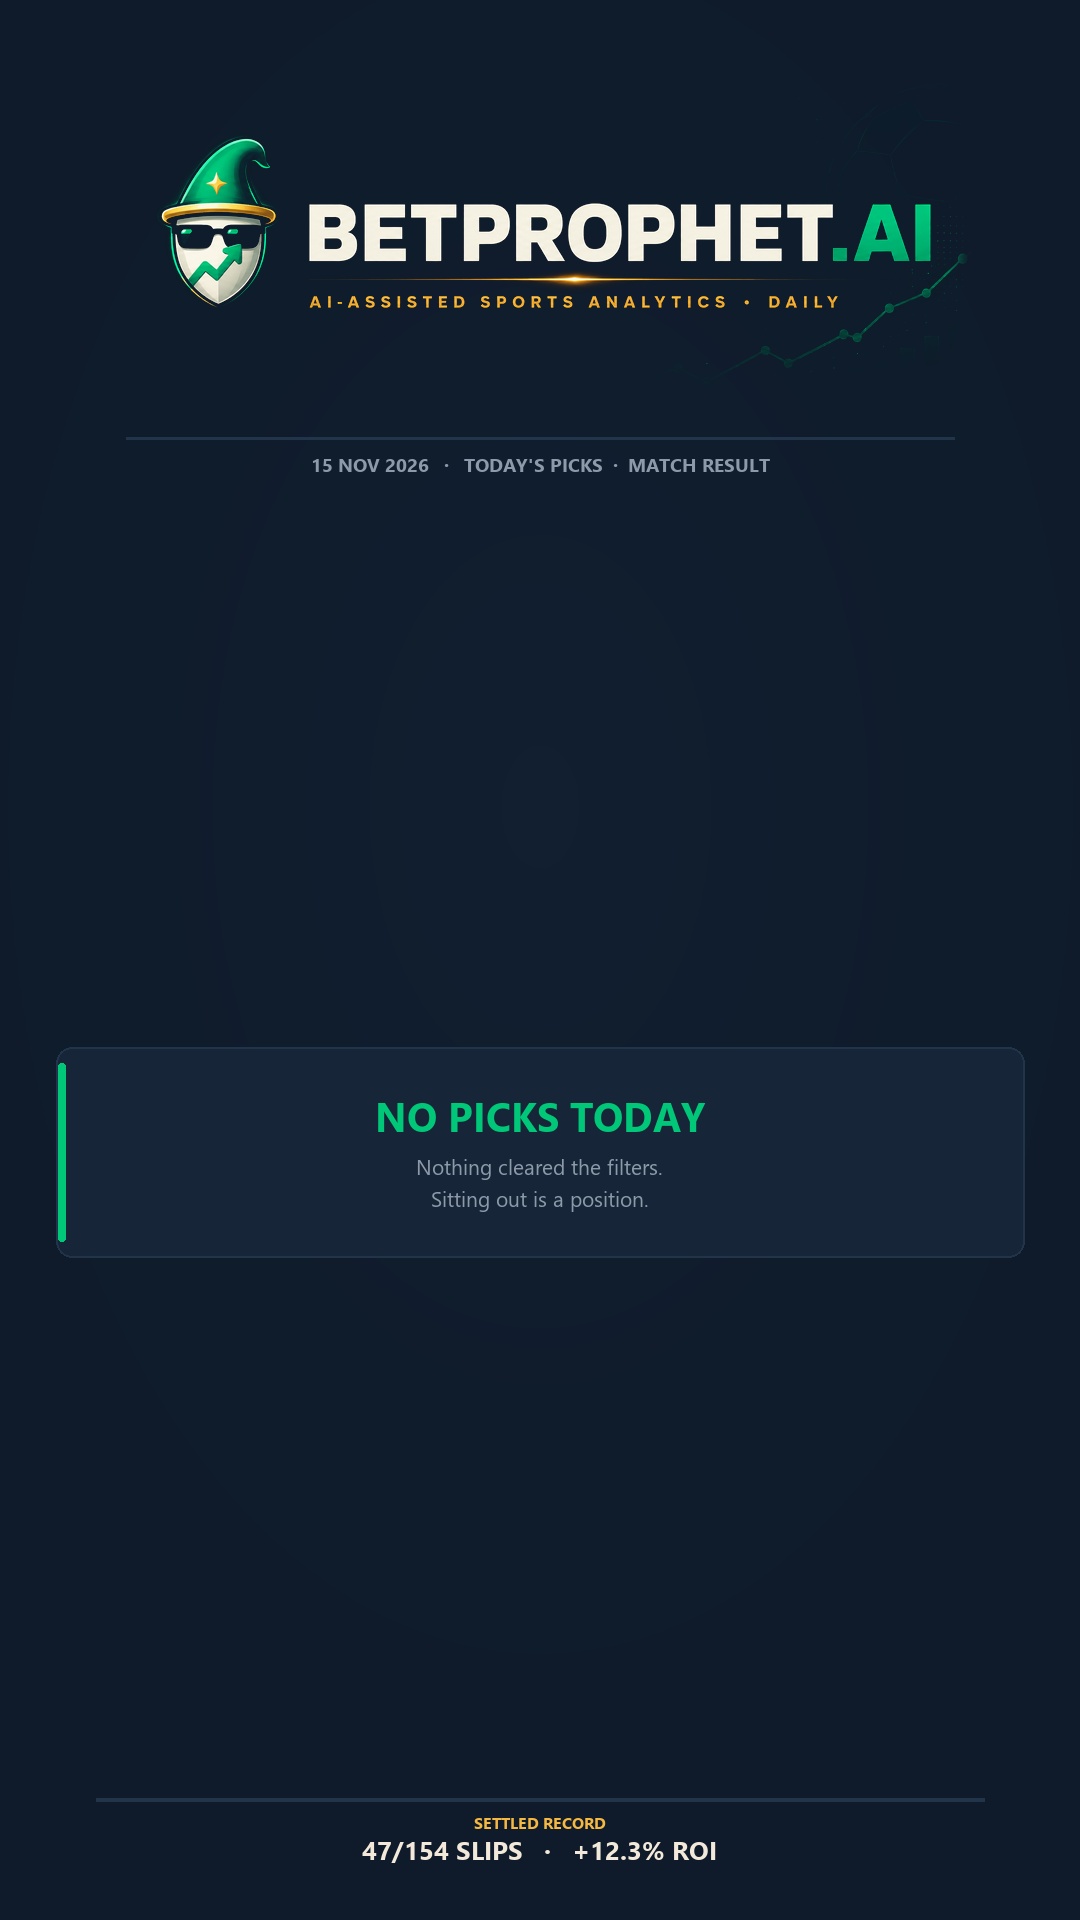 BETPROPHET.AI
AI-ASSISTED SPORTS ANALYTICS • DAILY
15 NOV 2026 · TODAY'S PICKS · MATCH RESULT
NO PICKS TODAY
Nothing cleared the filters.
Sitting out is a position.
SETTLED RECORD
47/154 SLIPS · +12.3% ROI